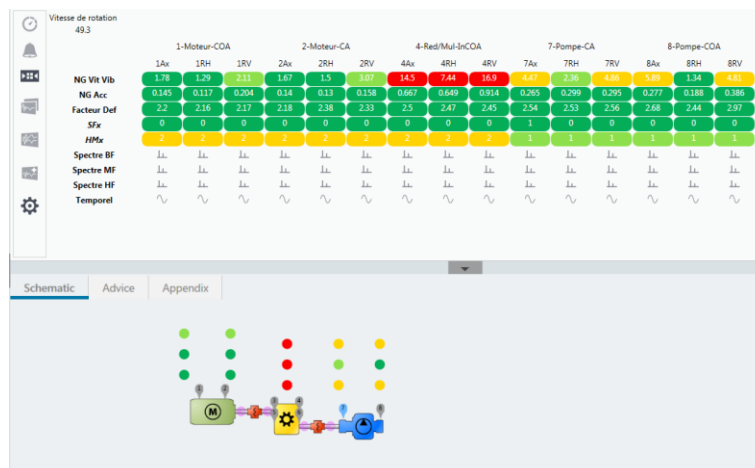 Vitesse de rotation
49.3
1-Moteur-COA 2-Moteur-CA 4-Red/Mul-InCOA 7-Pompe-CA 8-Pompe-COA
1Ax 1RH 1RV 2Ax 2RH 2RV 4Ax 4RH 4RV 7Ax 7RH 7RV 8Ax 8RH 8RV
NG Vit Vib 1.78 1.29 2.11 1.67 1.5 3.07 14.5 7.44 16.9 4.47 2.36 4.86 5.89 1.34 4.81
NG Acc 0.145 0.117 0.204 0.14 0.13 0.158 0.667 0.649 0.914 0.265 0.299 0.295 0.277 0.188 0.386
Facteur Def 2.2 2.16 2.17 2.18 2.38 2.33 2.5 2.47 2.45 2.54 2.53 2.56 2.68 2.44 2.97
SFx 0 0 0 0 0 0 0 0 0 1 0 0 0 0 0
HMx 2 2 2 2 2 2 2 2 2 1 1 1 1 1 1
Spectre BF
Spectre MF
Spectre HF
Temporel
Schematic Advice Appendix
1 2 3 4 7 8
M